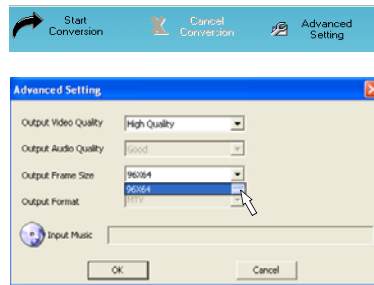 Start Conversion
Cancel Conversion
Advanced Setting
Advanced Setting
Output Video Quality High Quality
Output Audio Quality Good
Output Frame Size 96X64
96X64
Output Format MTV
Input Music
OK Cancel